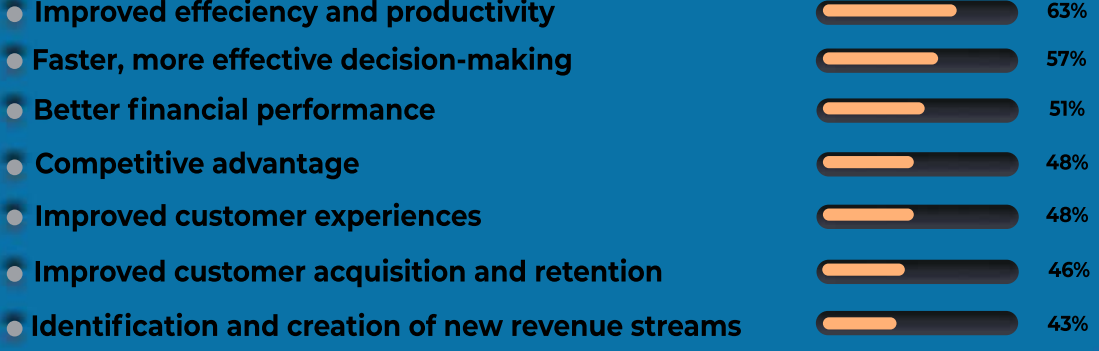 Improved effeciency and productivity 63%
Faster, more effective decision-making 57%
Better financial performance 51%
Competitive advantage 48%
Improved customer experiences 48%
Improved customer acquisition and retention 46%
Identification and creation of new revenue streams 43%